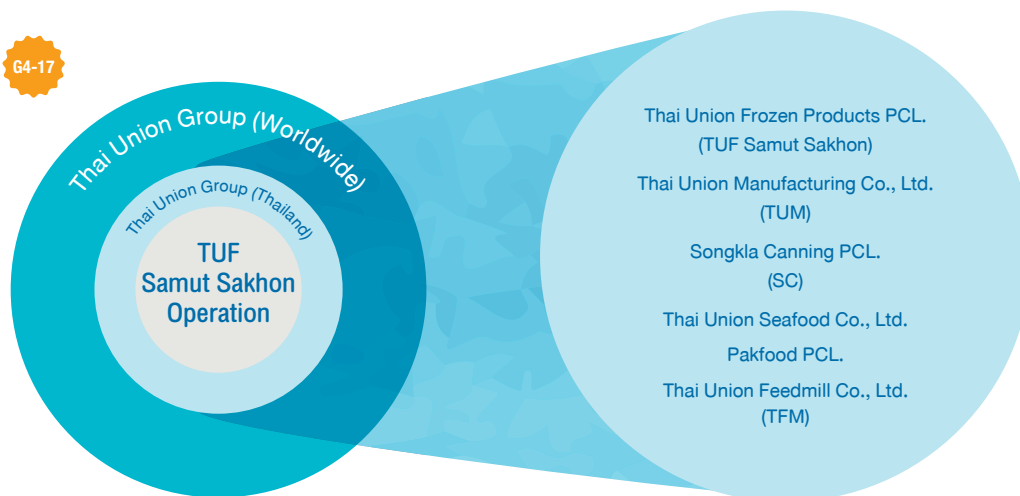 G4-17
Thai Union Group (Worldwide)
Thai Union Group (Thailand)
TUF
Samut Sakhon
Operation
Thai Union Frozen Products PCL.
(TUF Samut Sakhon)
Thai Union Manufacturing Co., Ltd.
(TUM)
Songkla Canning PCL.
(SC)
Thai Union Seafood Co., Ltd.
Pakfood PCL.
Thai Union Feedmill Co., Ltd.
(TFM)